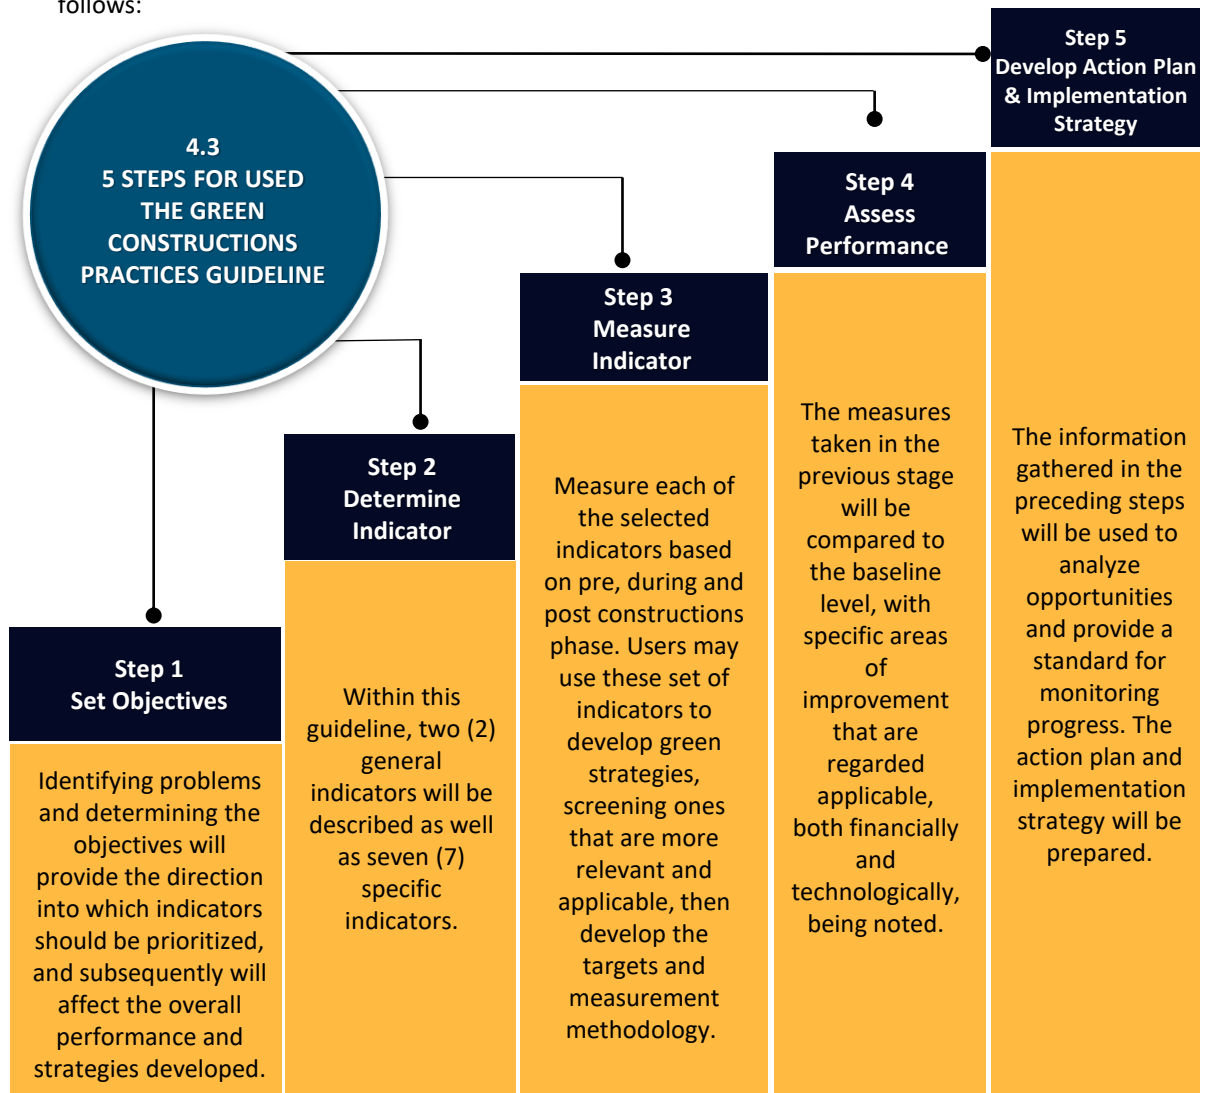 follows:
4.3
5 STEPS FOR USED
THE GREEN
CONSTRUCTIONS
PRACTICES GUIDELINE
Step 1
Set Objectives
Identifying problems
and determining the
objectives will
provide the direction
into which indicators
should be prioritized,
and subsequently will
affect the overall
performance and
strategies developed.
Step 2
Determine
Indicator
Within this
guideline, two (2)
general
indicators will be
described as well
as seven (7)
specific
indicators.
Step 3
Measure
Indicator
Measure each of
the selected
indicators based
on pre, during and
post constructions
phase. Users may
use these set of
indicators to
develop green
strategies,
screening ones
that are more
relevant and
applicable, then
develop the
targets and
measurement
methodology.
Step 4
Assess
Performance
The measures
taken in the
previous stage
will be
compared to
the baseline
level, with
specific areas
of
improvement
that are
regarded
applicable,
both financially
and
technologically,
being noted.
Step 5
Develop Action Plan
& Implementation
Strategy
The information
gathered in the
preceding steps
will be used to
analyze
opportunities
and provide a
standard for
monitoring
progress. The
action plan and
implementation
strategy will be
prepared.